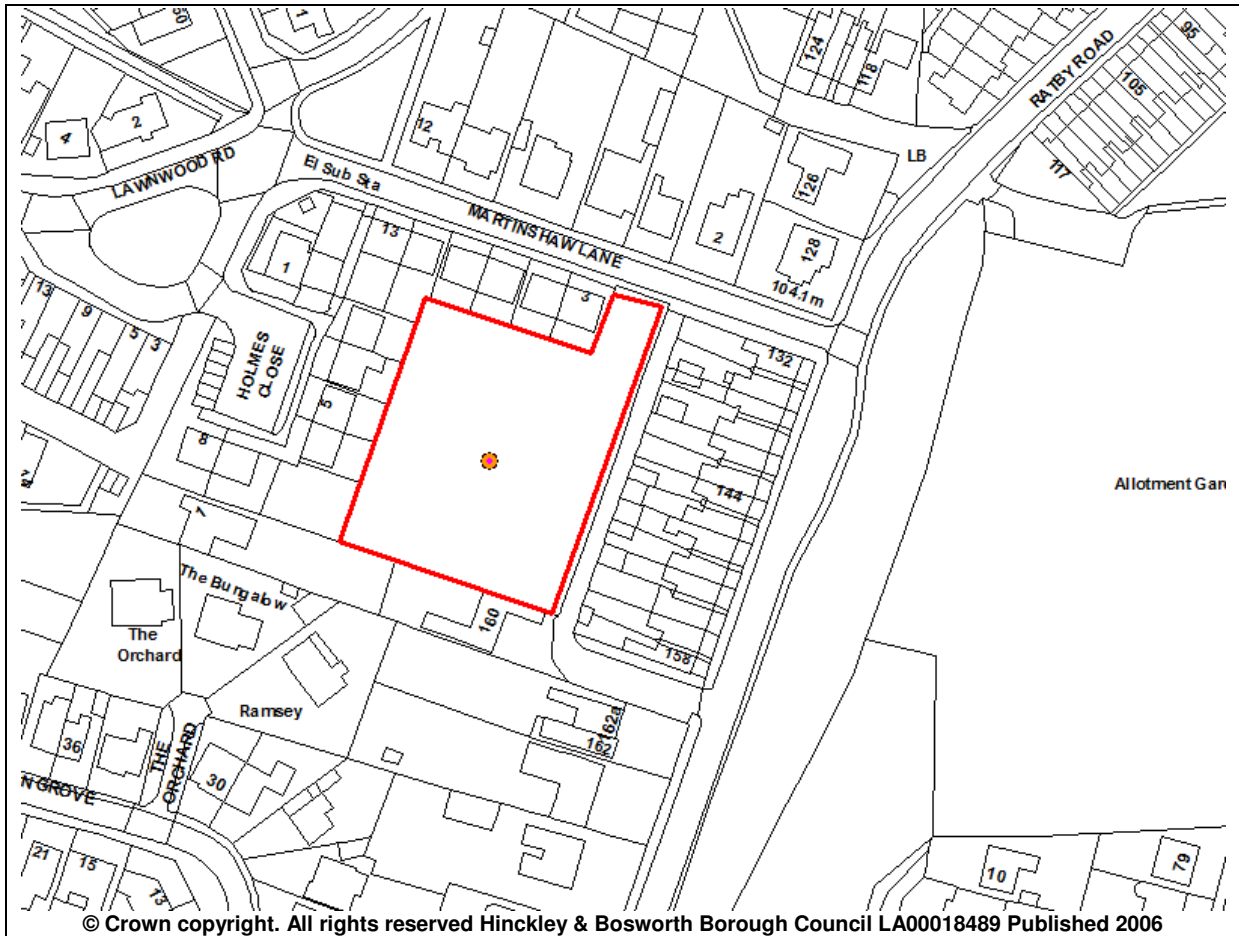 50
1
124
118
95
105
RATBY ROAD
117
4
2
12
LAWNWOOD RD
El Sub Sta
LB
126
MARTINSHAW LANE
2
128
104.1m
13
1
3
13
9
5
3
HOLMES
CLOSE
5
132
8
144
Allotment Gar
1
The Bungalow
160
The
Orchard
158
Ramsey
162a
162
36
THE
ORCHARD
30
N GROVE
21
15
13
10
79
© Crown copyright. All rights reserved Hinckley & Bosworth Borough Council LA00018489 Published 2006